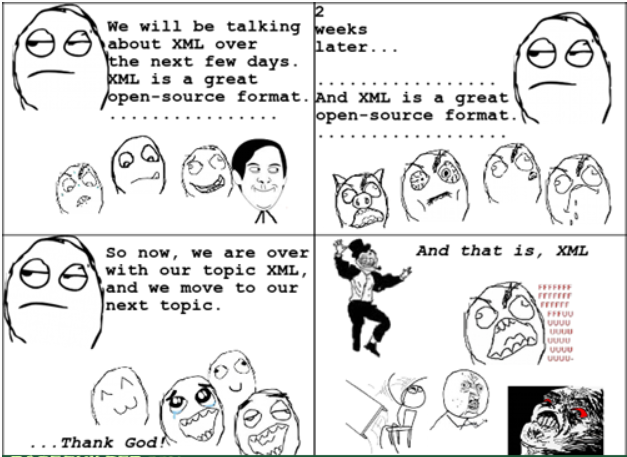 We will be talking
about XML over
the next few days.
XML is a great
open-source format.
................
2
weeks
later...
.................
And XML is a great
open-source format.
..................
So now, we are over
with our topic XML,
and we move to our
next topic.
...Thank God!
And that is, XML
FFFFFFF
FFFFFFF
FFFFFF
FFFUU
UUUU
UUUU
UUUU
UUUU
UUUU-